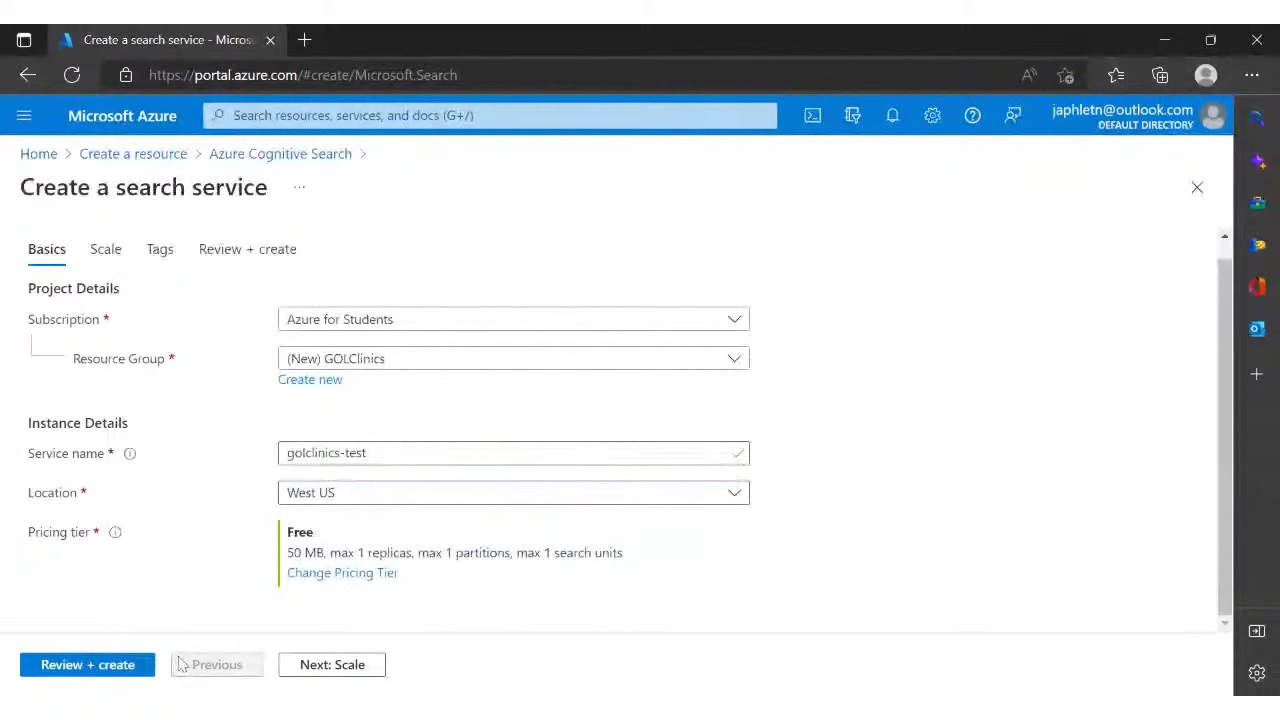 Create a search service - Micros
https://portal.azure.com/#create/Microsoft.Search
Microsoft Azure
Search resources, services, and docs (G+/)
japhletn@outlook.com
DEFAULT DIRECTORY
Home > Create a resource > Azure Cognitive Search >
Create a search service ...
Basics Scale Tags Review + create
Project Details
Subscription * Azure for Students
Resource Group * (New) GOLClinics
Create new
Instance Details
Service name * golclinics-test
Location * West US
Pricing tier * Free
50 MB, max 1 replicas, max 1 partitions, max 1 search units
Change Pricing Tier
Review + create Previous Next: Scale